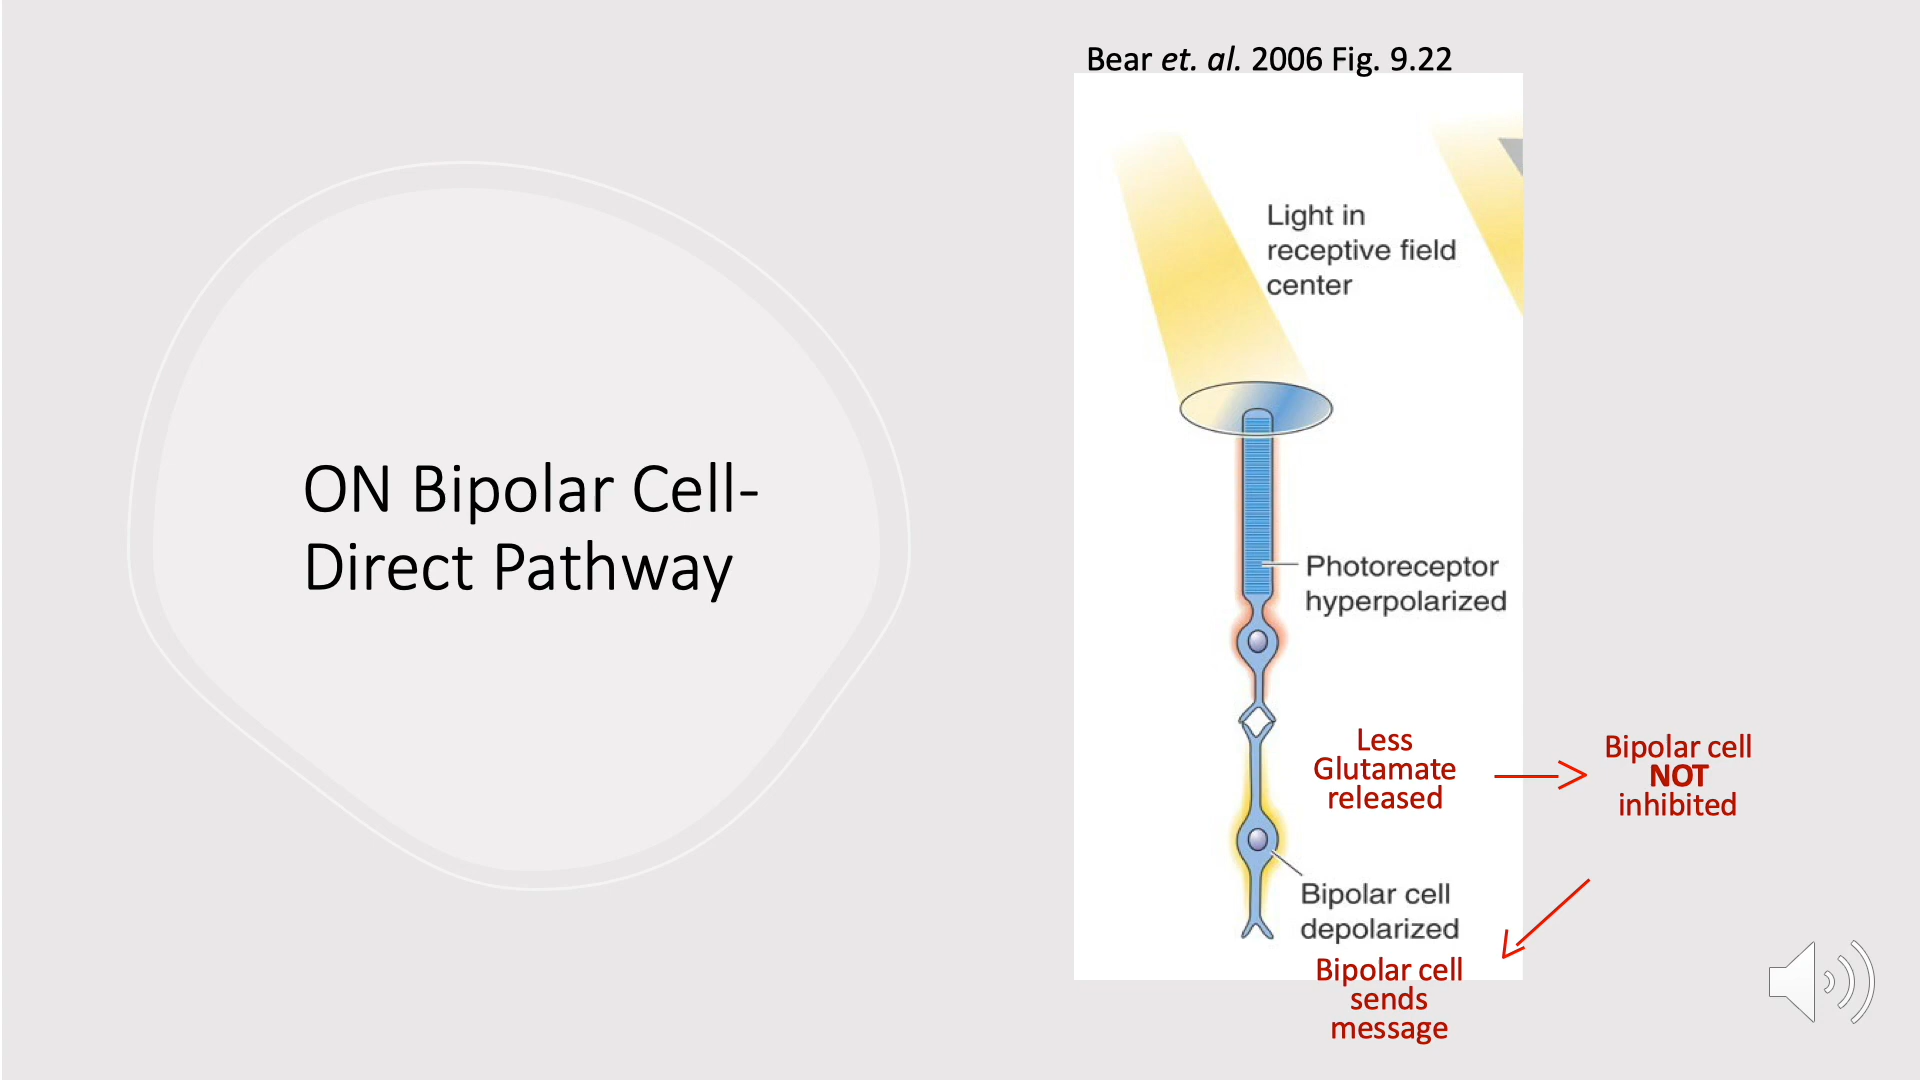 ON Bipolar Cell-
Direct Pathway
Bear et. al. 2006 Fig. 9.22
Light in
receptive field
center
Photoreceptor
hyperpolarized
Less
Glutamate
released
Bipolar cell
NOT
inhibited
Bipolar cell
depolarized
Bipolar cell
sends
message